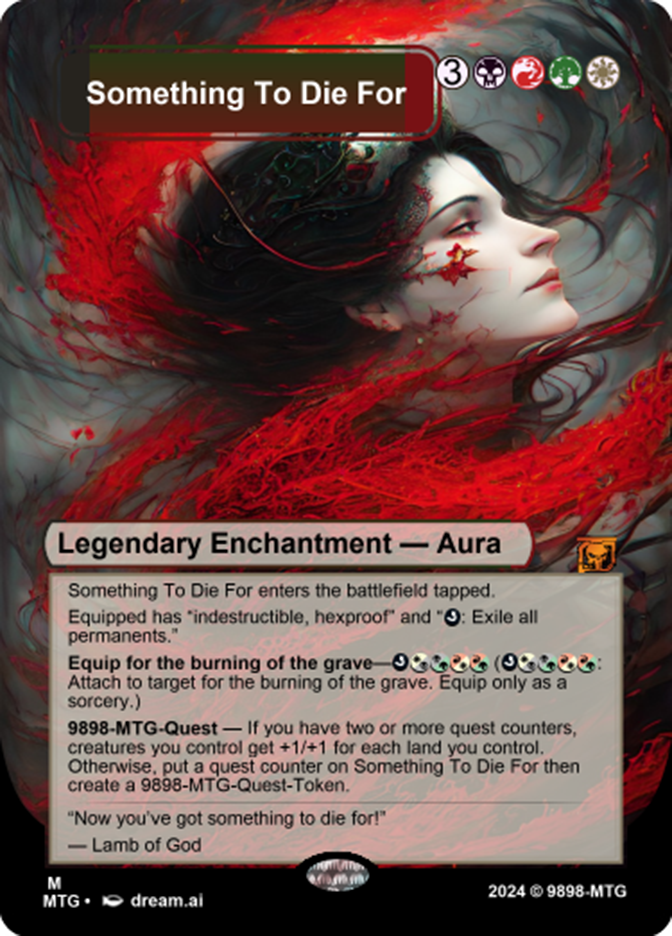 Something To Die For 3
Legendary Enchantment — Aura
Something To Die For enters the battlefield tapped.
Equipped has “indestructible, hexproof” and “: Exile all
permanents.”
Equip for the burning of the grave— (:
Attach to target for the burning of the grave. Equip only as a
sorcery.)
9898-MTG-Quest — If you have two or more quest counters,
creatures you control get +1/+1 for each land you control.
Otherwise, put a quest counter on Something To Die For then
create a 9898-MTG-Quest-Token.
“Now you’ve got something to die for!”
— Lamb of God
M
MTG • dream.ai
2024 © 9898-MTG